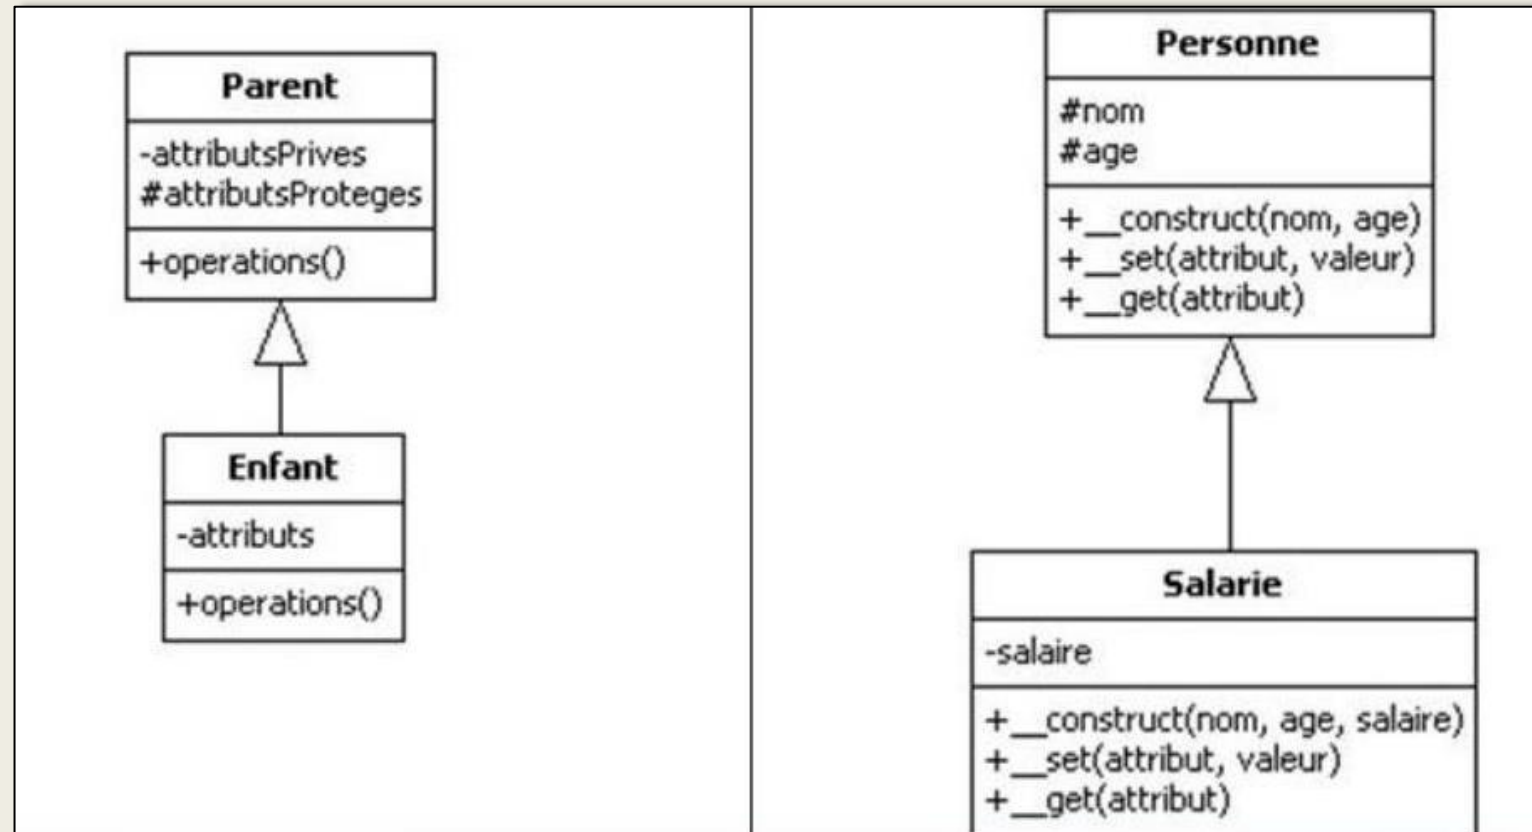 Parent
-attributsPrives
#attributsProteges
+operations()
Enfant
-attributs
+operations()
Personne
#nom
#age
+__construct(nom, age)
+__set(attribut, valeur)
+__get(attribut)
Salarie
-salaire
+__construct(nom, age, salaire)
+__set(attribut, valeur)
+__get(attribut)